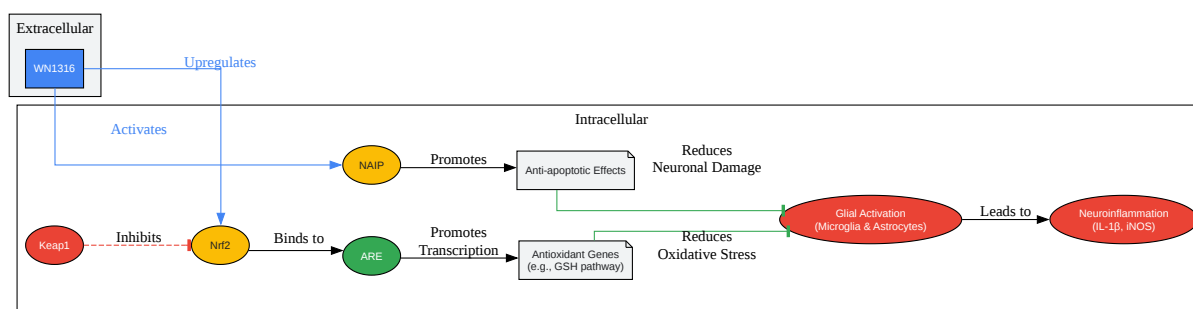 Extracellular
WN1316
Upregulates
Activates
Intracellular
NAIP
Promotes
Anti-apoptotic Effects
Reduces
Neuronal Damage
Glial Activation
(Microglia & Astrocytes)
Leads to
Neuroinflammation
(IL-1β, iNOS)
Keap1
Inhibits
Nrf2
Binds to
ARE
Promotes
Transcription
Antioxidant Genes
(e.g., GSH pathway)
Reduces
Oxidative Stress